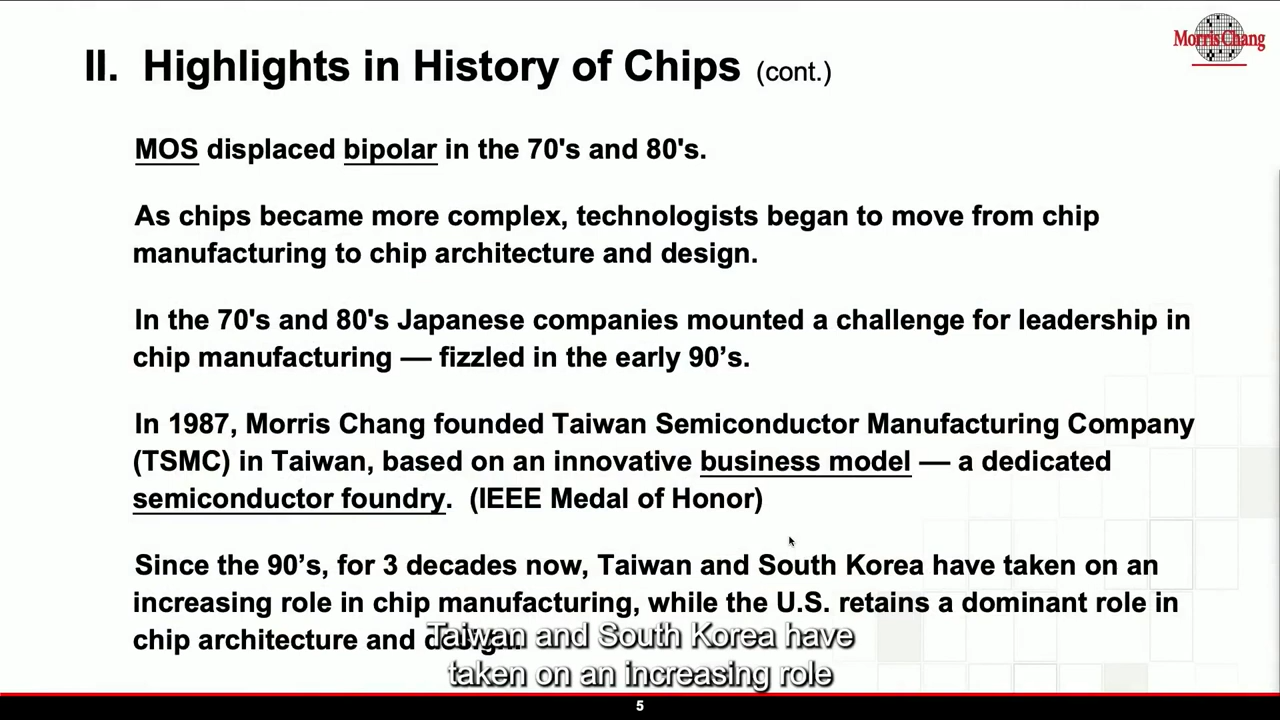 Morris Chang
II. Highlights in History of Chips (cont.)
MOS displaced bipolar in the 70's and 80's.
As chips became more complex, technologists began to move from chip
manufacturing to chip architecture and design.
In the 70's and 80's Japanese companies mounted a challenge for leadership in
chip manufacturing — fizzled in the early 90’s.
In 1987, Morris Chang founded Taiwan Semiconductor Manufacturing Company
(TSMC) in Taiwan, based on an innovative business model — a dedicated
semiconductor foundry. (IEEE Medal of Honor)
Since the 90’s, for 3 decades now, Taiwan and South Korea have taken on an
increasing role in chip manufacturing, while the U.S. retains a dominant role in
chip architecture and
Taiwan and South Korea have
taken on an increasing role
5